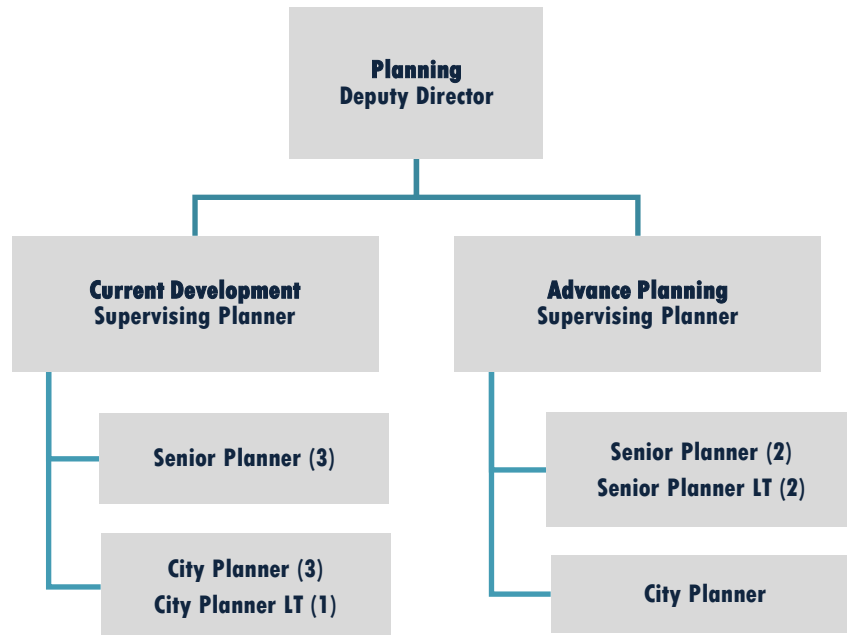 Planning
Deputy Director
Current Development
Supervising Planner
Senior Planner (3)
City Planner (3)
City Planner LT (1)
Advance Planning
Supervising Planner
Senior Planner (2)
Senior Planner LT (2)
City Planner